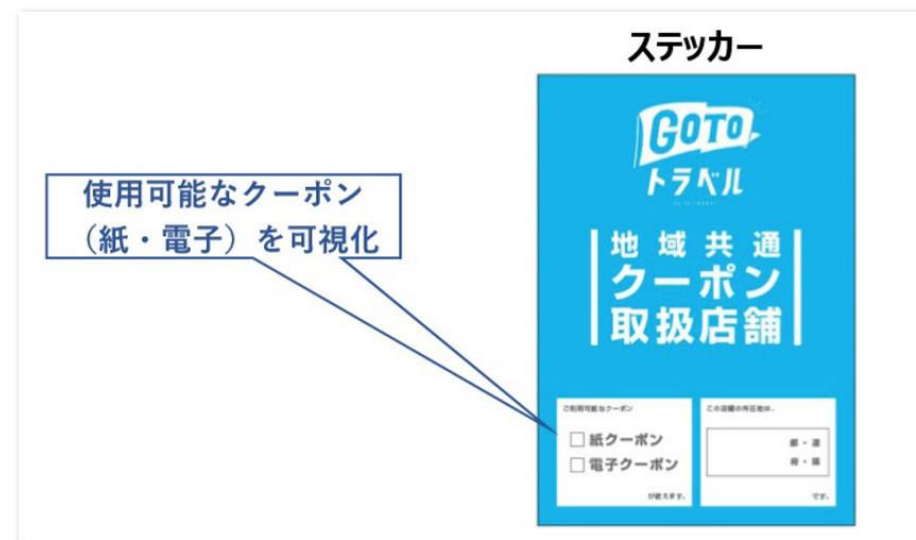 ステッカー
使用可能なクーポン
（紙・電子）を可視化
GOTO
トラベル
地域共通
クーポン
取扱店舗
ご利用可能なクーポン
□ 紙クーポン
□ 電子クーポン
が使えます。
この店舗の所在地は、
都・道
府・県
です。